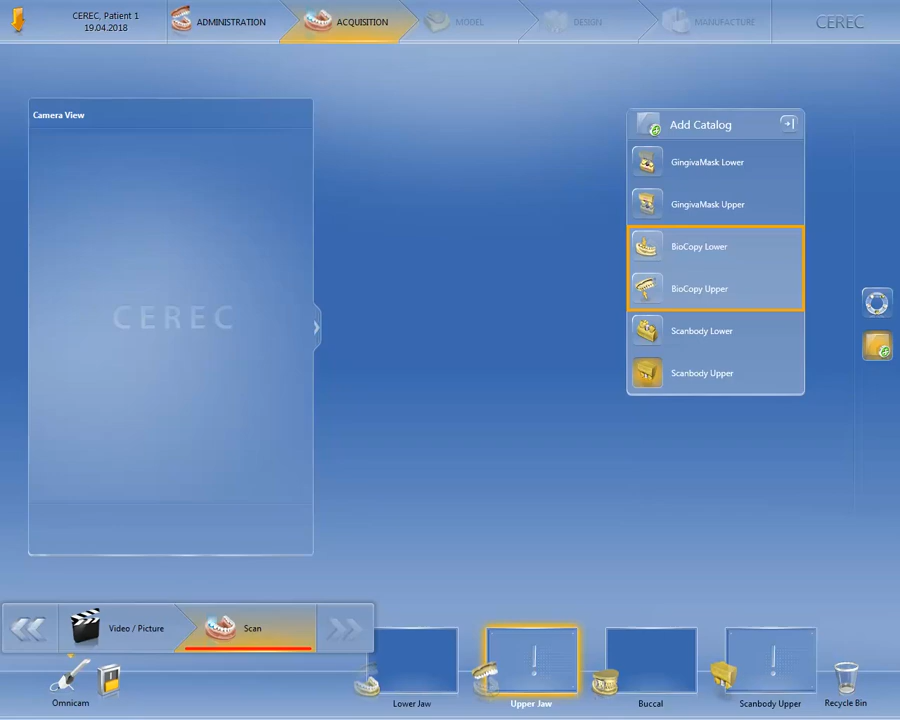 CEREC, Patient 1
19.04.2018
ADMINISTRATION
ACQUISITION
MODEL
DESIGN
MANUFACTURE
CEREC
Camera View
CEREC
Add Catalog
GingivaMask Lower
GingivaMask Upper
BioCopy Lower
BioCopy Upper
Scanbody Lower
Scanbody Upper
Video / Picture
Scan
Omnicam
Lower Jaw
Upper Jaw
Buccal
Scanbody Upper
Recycle Bin